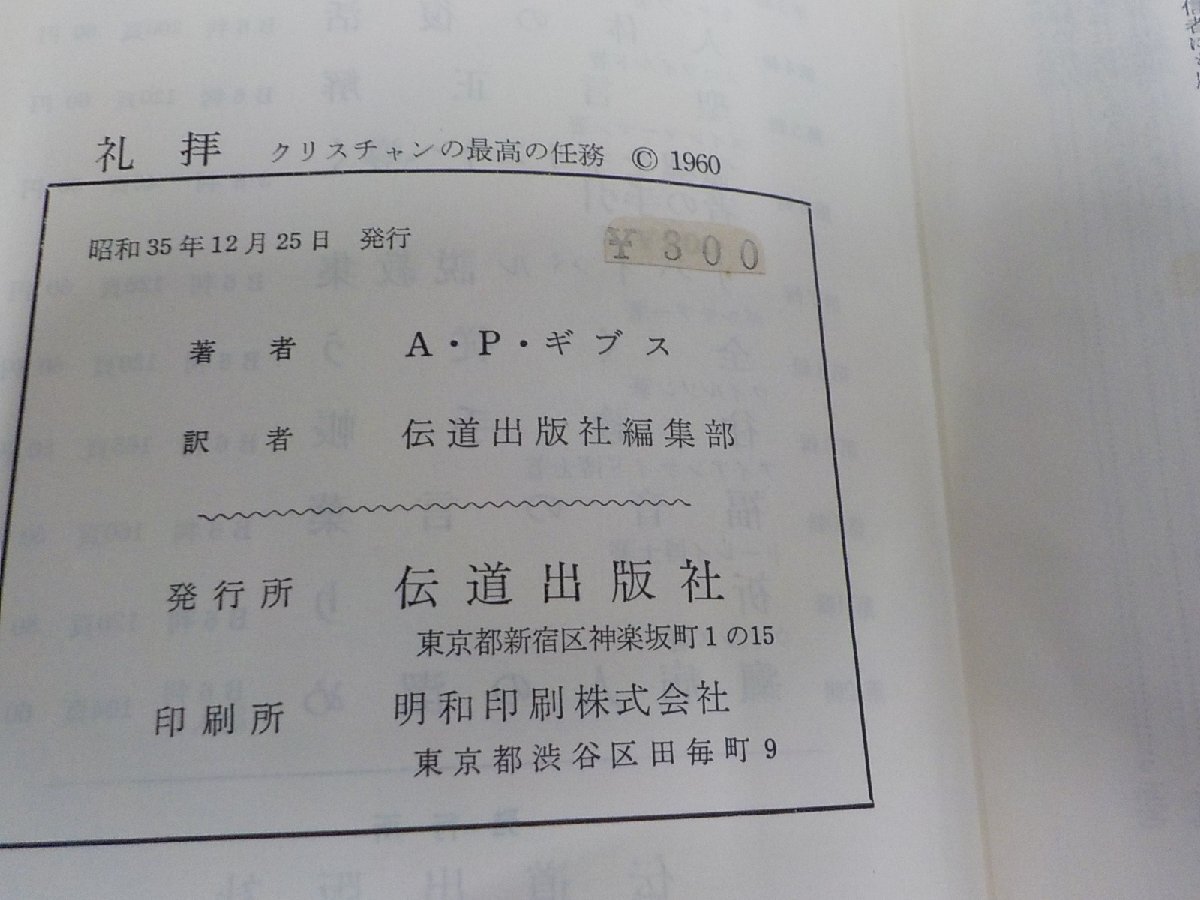 礼拝 クリスチャンの最高の任務 © 1960
昭和35年12月25日 発行
¥300
著者 A・P・ギブス
訳者 伝道出版社編集部
発行所 伝道出版社
東京都新宿区神楽坂町1の15
印刷所 明和印刷株式会社
東京都渋谷区田毎町9